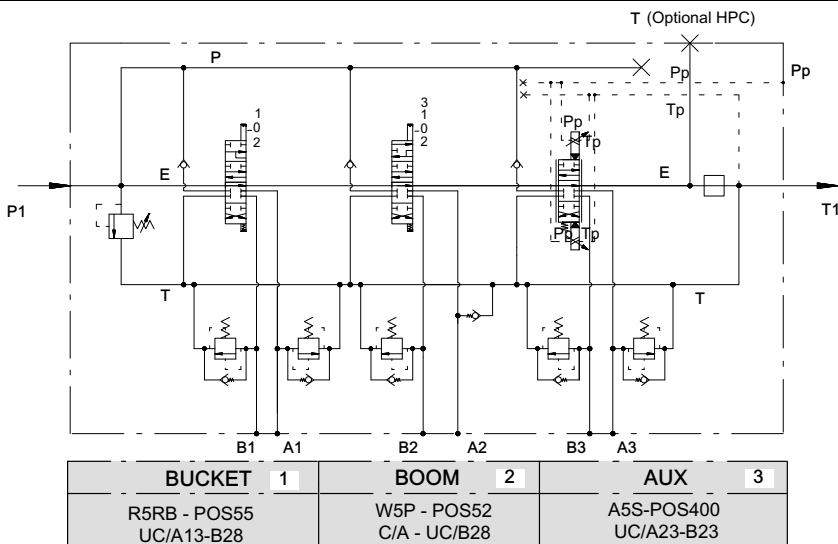 T (Optional HPC)
P
Pp
Pp
1
0
2
3
1
0
2
Tp
Pp
Tp
E
E
P1
T1
Pp
Tp
T
T
B1
A1
B2
A2
B3
A3
BUCKET 1
BOOM 2
AUX 3
R5RB - POS55
W5P - POS52
A5S-POS400
UC/A13-B28
C/A - UC/B28
UC/A23-B23